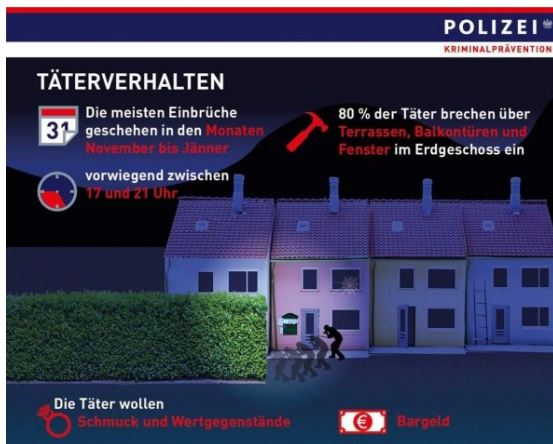 POLIZEI
KRIMINALPRÄVENTION
TÄTERVERHALTEN
31
Die meisten Einbrüche
geschehen in den Monaten
November bis Jänner
vorwiegend zwischen
17 und 21 Uhr
80 % der Täter brechen über
Terrassen, Balkontüren und
Fenster im Erdgeschoss ein
Die Täter wollen
Schmuck und Wertgegenstände
€
Bargeld